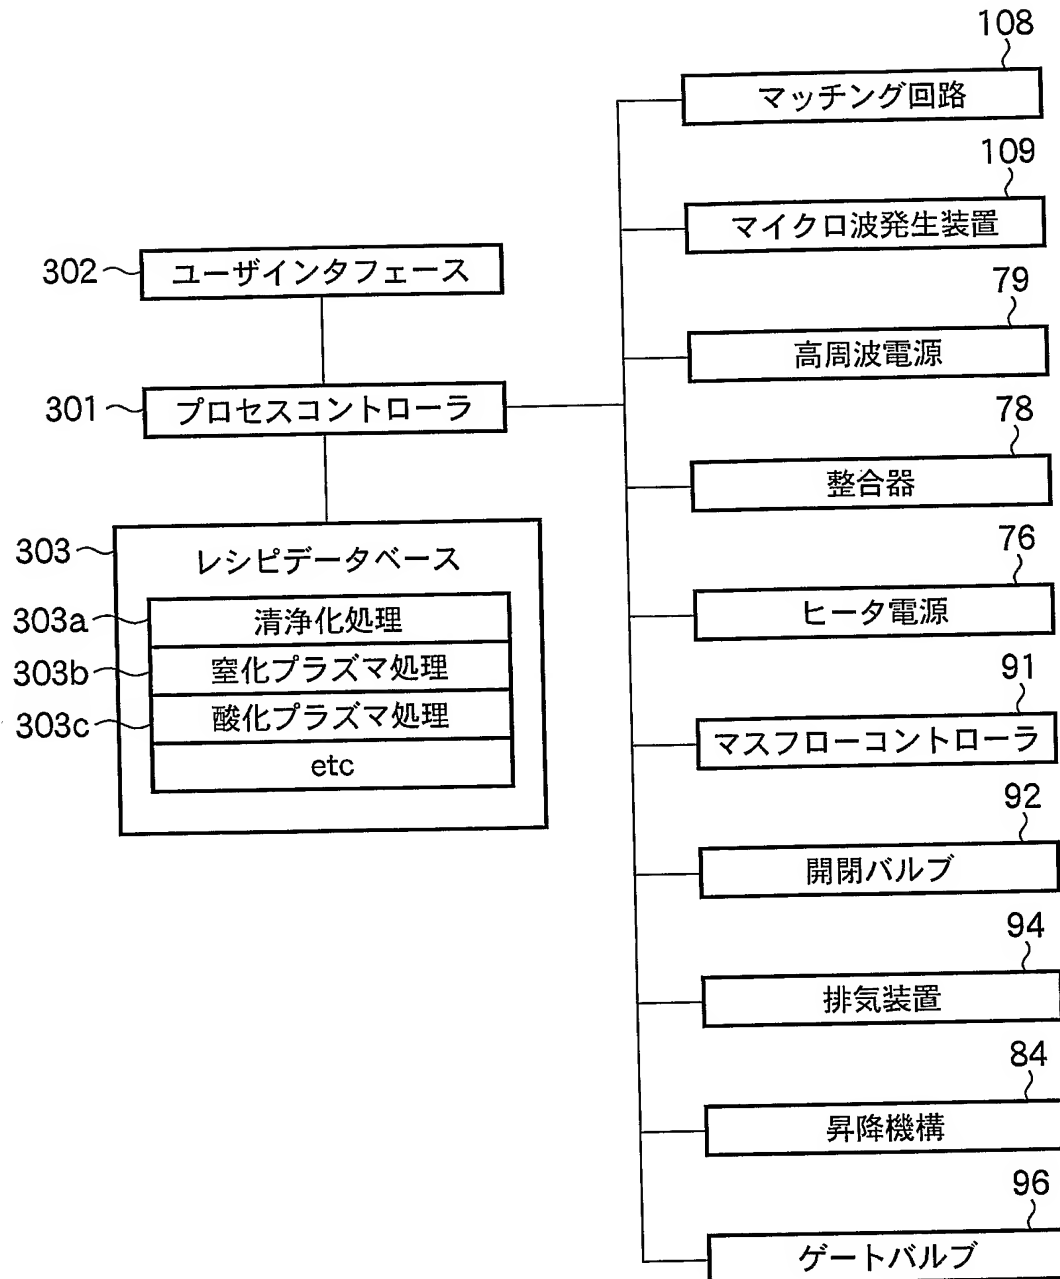 302
ユーザインタフェース
301
プロセスコントローラ
303
レシピデータベース
303a
清浄化処理
303b
窒化プラズマ処理
303c
酸化プラズマ処理
etc
108
マッチング回路
109
マイクロ波発生装置
79
高周波電源
78
整合器
76
ヒータ電源
91
マスフローコントローラ
92
開閉バルブ
94
排気装置
84
昇降機構
96
ゲートバルブ